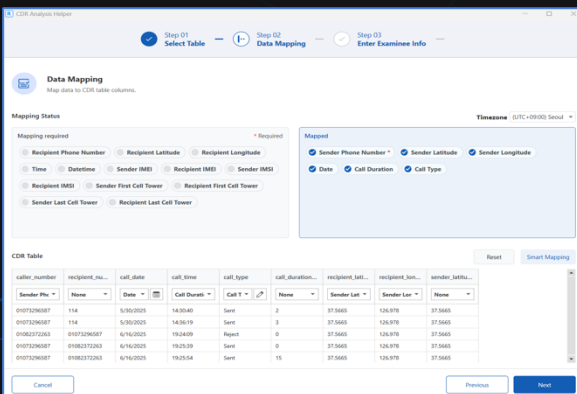 CDR Analysis Helper
Step 01
Select Table
Step 02
Data Mapping
Step 03
Enter Examinee Info
Data Mapping
Map data to CDR table columns.
Mapping Status
Timezone (UTC+09:00) Seoul
Mapping required * Required
Recipient Phone Number Recipient Latitude Recipient Longitude
Time Datetime Sender IMEI Recipient IMEI Sender IMSI
Recipient IMSI Sender First Cell Tower Recipient First Cell Tower
Sender Last Cell Tower Recipient Last Cell Tower
Mapped
Sender Phone Number * Sender Latitude Sender Longitude
Date Call Duration Call Type
CDR Table
Reset Smart Mapping
caller_number recipient_nu... call_date call_time call_type call_duration... recipient_lati... recipient_lon... sender_latitu...
Sender Phc None Date Call Durati Call T None Sender Lati Sender Lor None
01073296587 114 5/30/2025 14:30:40 Sent 2 37.5665 126.978 37.5665
01073296587 114 5/30/2025 14:36:19 Sent 3 37.5665 126.978 37.5665
01082372263 01073296587 6/16/2025 19:24:09 Reject 0 37.5665 126.978 37.5665
01073296587 01082372263 6/16/2025 19:25:39 Sent 0 37.5665 126.978 37.5665
01073296587 01082372263 6/16/2025 19:25:54 Sent 15 37.5665 126.978 37.5665
Cancel Previous Next